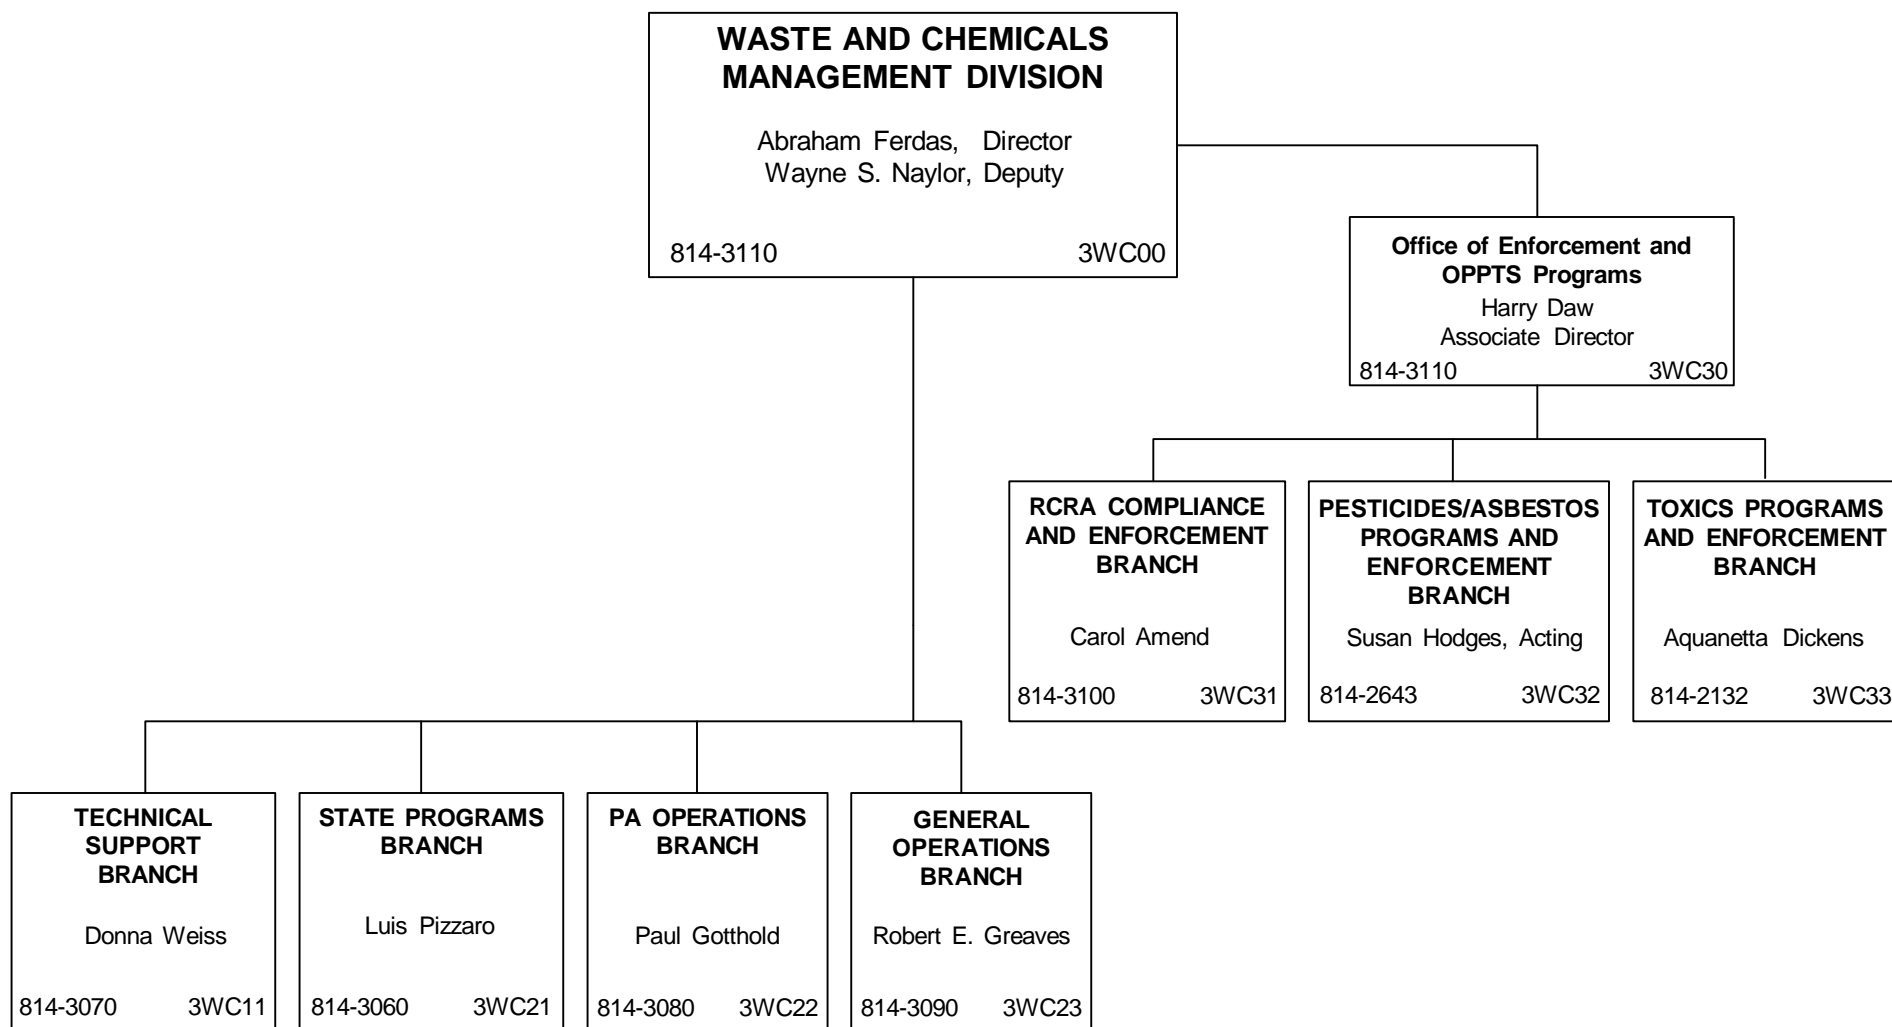 WASTE AND CHEMICALS
MANAGEMENT DIVISION
Abraham Ferdas, Director
Wayne S. Naylor, Deputy
814-3110 3WC00
Office of Enforcement and
OPPTS Programs
Harry Daw
Associate Director
814-3110 3WC30
RCRA COMPLIANCE
AND ENFORCEMENT
BRANCH
Carol Amend
814-3100 3WC31
PESTICIDES/ASBESTOS
PROGRAMS AND
ENFORCEMENT
BRANCH
Susan Hodges, Acting
814-2643 3WC32
TOXICS PROGRAMS
AND ENFORCEMENT
BRANCH
Aquanetta Dickens
814-2132 3WC33
TECHNICAL
SUPPORT
BRANCH
Donna Weiss
814-3070 3WC11
STATE PROGRAMS
BRANCH
Luis Pizzaro
814-3060 3WC21
PA OPERATIONS
BRANCH
Paul Gotthold
814-3080 3WC22
GENERAL
OPERATIONS
BRANCH
Robert E. Greaves
814-3090 3WC23